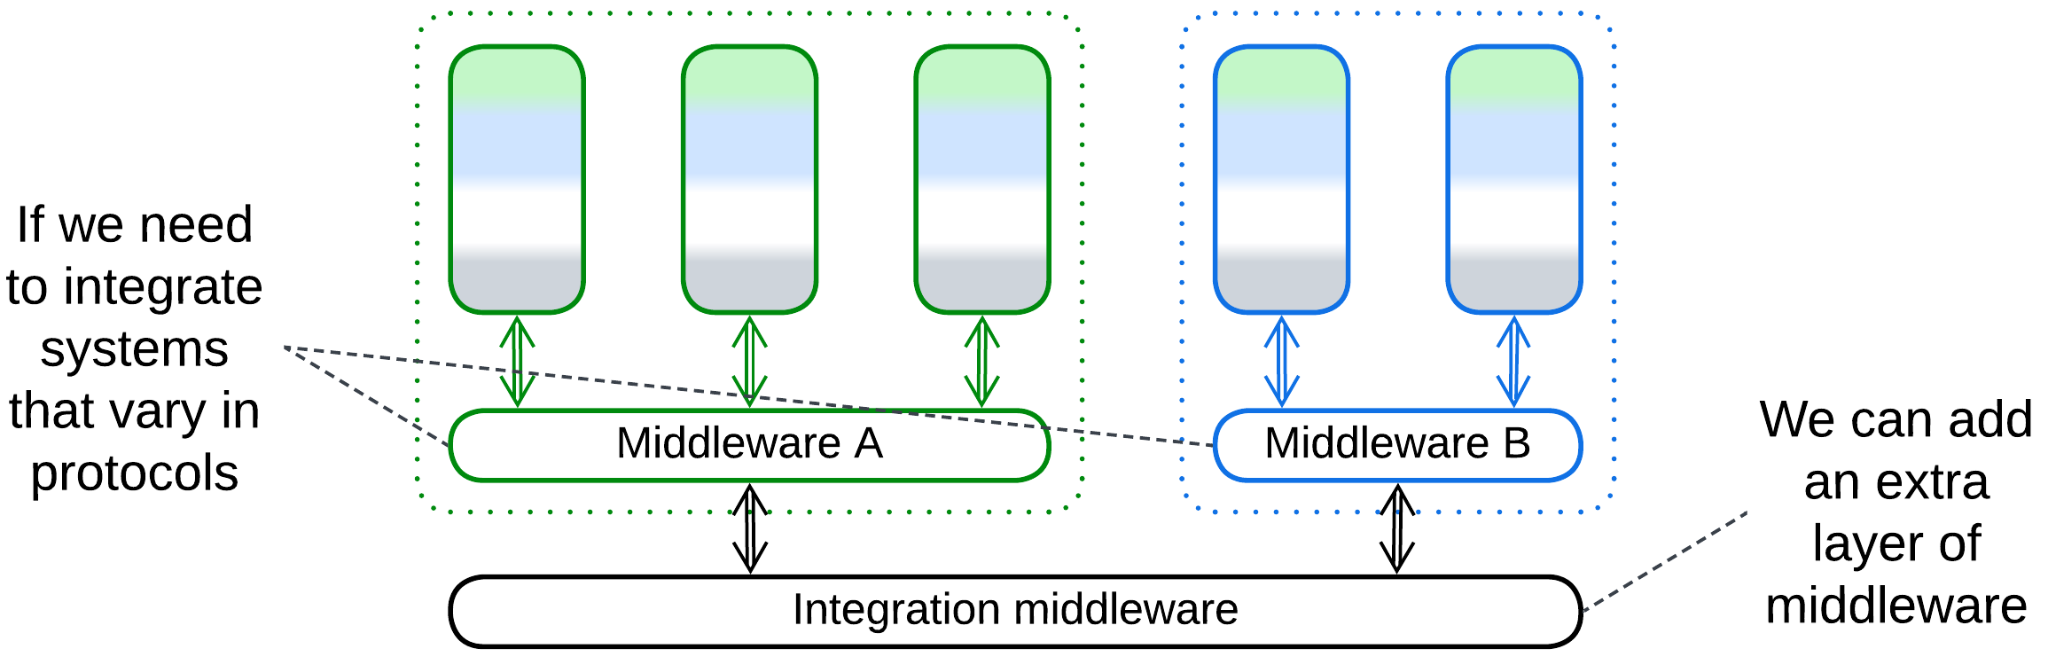 If we need
to integrate
systems
that vary in
protocols
Middleware A
Middleware B
Integration middleware
We can add
an extra
layer of
middleware